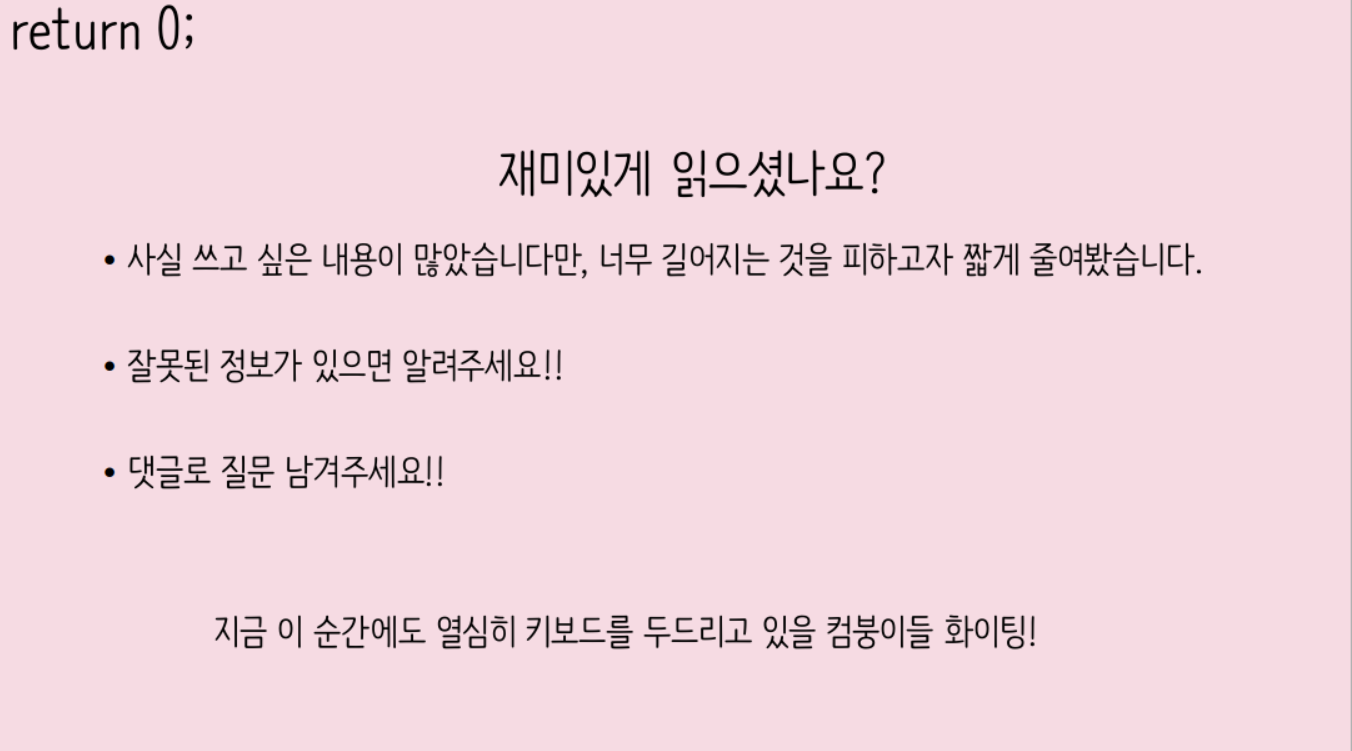 return 0;
재미있게 읽으셨나요?
• 사실 쓰고 싶은 내용이 많았습니다만, 너무 길어지는 것을 피하고자 짧게 줄여봤습니다.
• 잘못된 정보가 있으면 알려주세요!!
• 댓글로 질문 남겨주세요!!
지금 이 순간에도 열심히 키보드를 두드리고 있을 컴붕이들 화이팅!